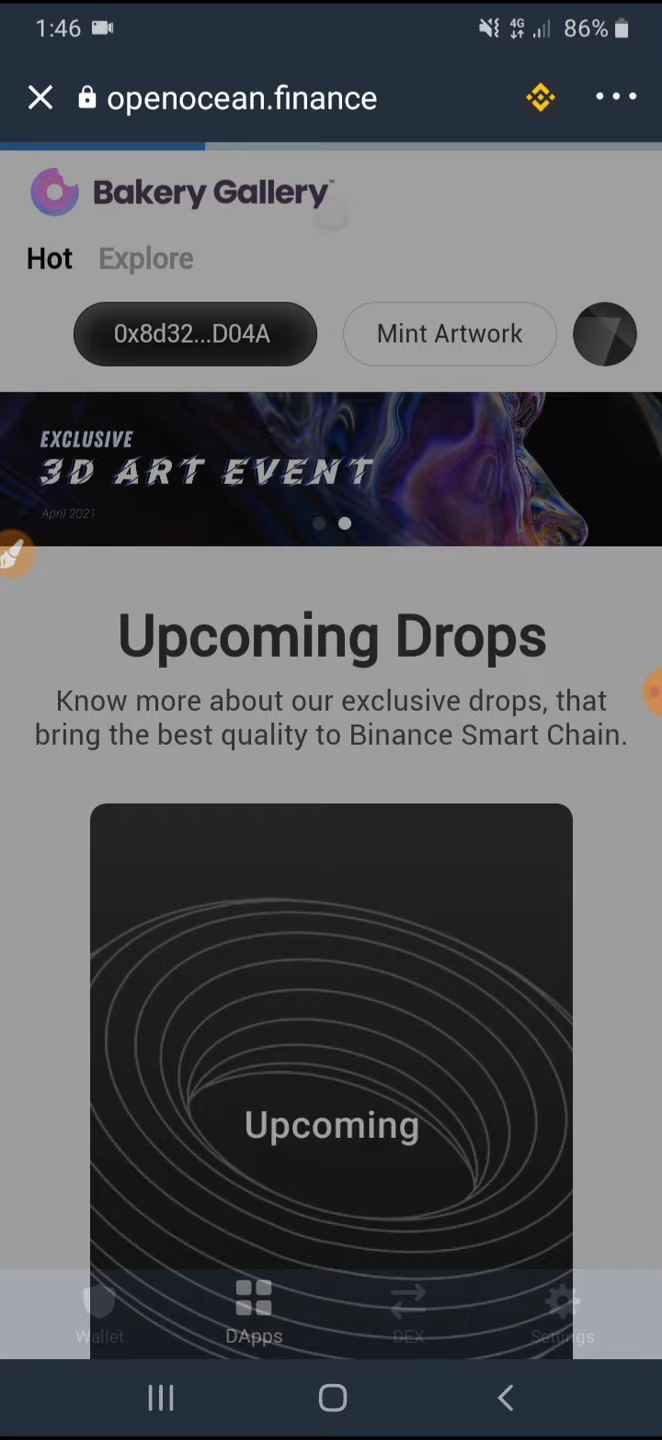 1:46
4G
86%
openocean.finance
Bakery Gallery™
Hot Explore
0x8d32...D04A
Mint Artwork
EXCLUSIVE
3D ART EVENT
April 2021
Upcoming Drops
Know more about our exclusive drops, that
bring the best quality to Binance Smart Chain.
Upcoming
Wallet DApps DEX Settings